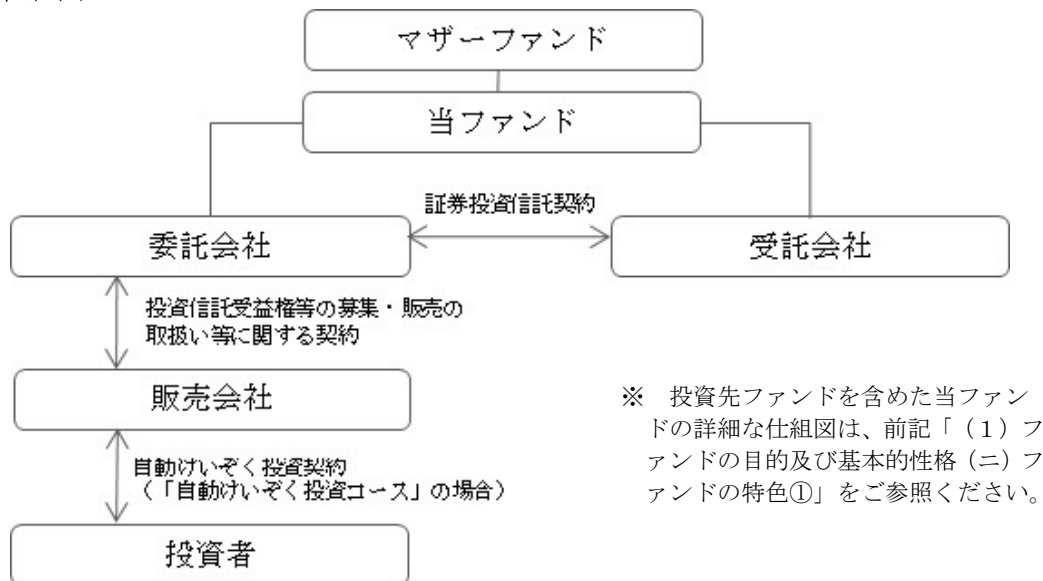 マザーファンド
当ファンド
証券投資信託契約
委託会社
受託会社
投資信託受益権等の募集・販売の
取扱い等に関する契約
販売会社
※　投資先ファンドを含めた当ファン
ドの詳細な仕組図は、前記「（１）フ
ァンドの目的及び基本的性格（ニ）フ
ァンドの特色①」をご参照ください。
自動けいぞく投資契約
（「自動けいぞく投資コース」の場合）
投資者